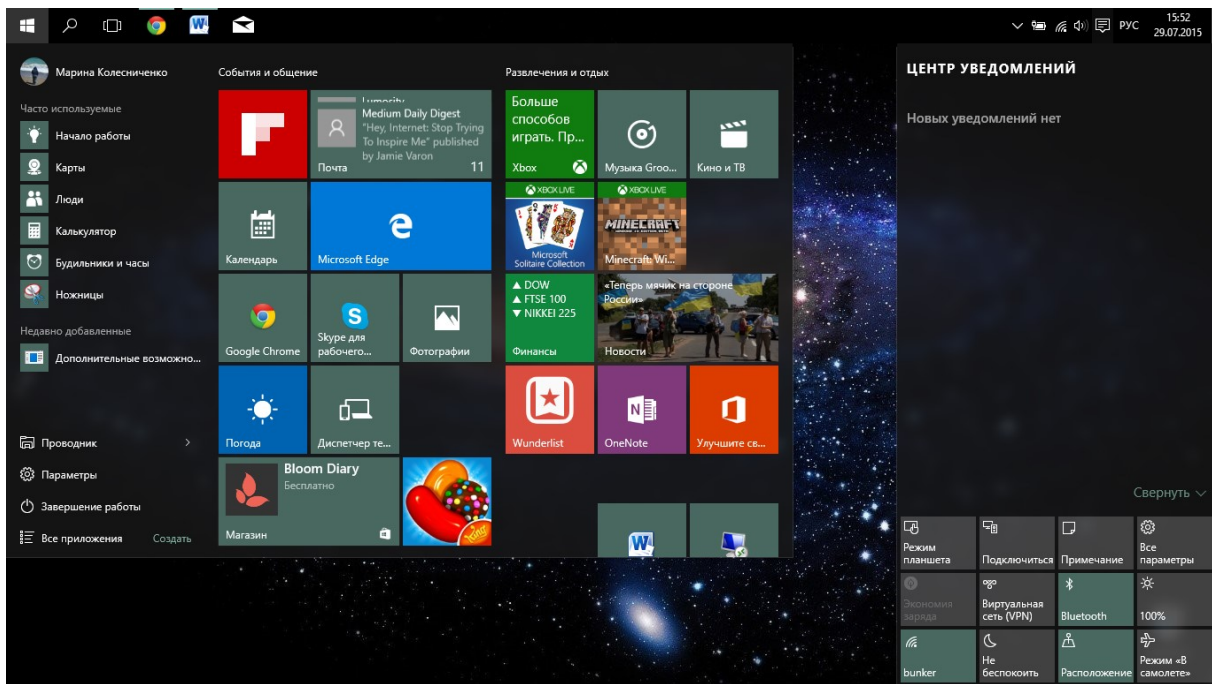 РУС
15:52
29.07.2015
Марина Колесниченко
Часто используемые
Начало работы
Карты
Люди
Калькулятор
Будильники и часы
Ножницы
Недавно добавленные
Дополнительные возможно...
Проводник
Параметры
Завершение работы
Все приложения
Создать
События и общение
Medium Daily Digest
"Hey, Internet: Stop Trying
To Inspire Me" published
by Jamie Varon
Почта
11
Календарь
Microsoft Edge
Google Chrome
Skype для
рабочего...
Фотографии
Погода
Диспетчер те...
Bloom Diary
Бесплатно
Магазин
King
Развлечения и отдых
Больше
способов
играть. Пр...
Xbox
Музыка Groo...
Кино и ТВ
XBOX LIVE
Microsoft
Solitaire Collection
XBOX LIVE
MINECRAFT
Minecraft: Wi...
DOW
FTSE 100
NIKKEI 225
Финансы
«Теперь мячик на стороне
России»
Новости
Wunderlist
OneNote
Улучшите св...
ЦЕНТР УВЕДОМЛЕНИЙ
Новых уведомлений нет
Свернуть
Режим
планшета
Подключиться
Примечание
Все
параметры
Экономия
заряда
Виртуальная
сеть (VPN)
Bluetooth
100%
bunker
Не
беспокоить
Расположение
Режим «В
самолете»